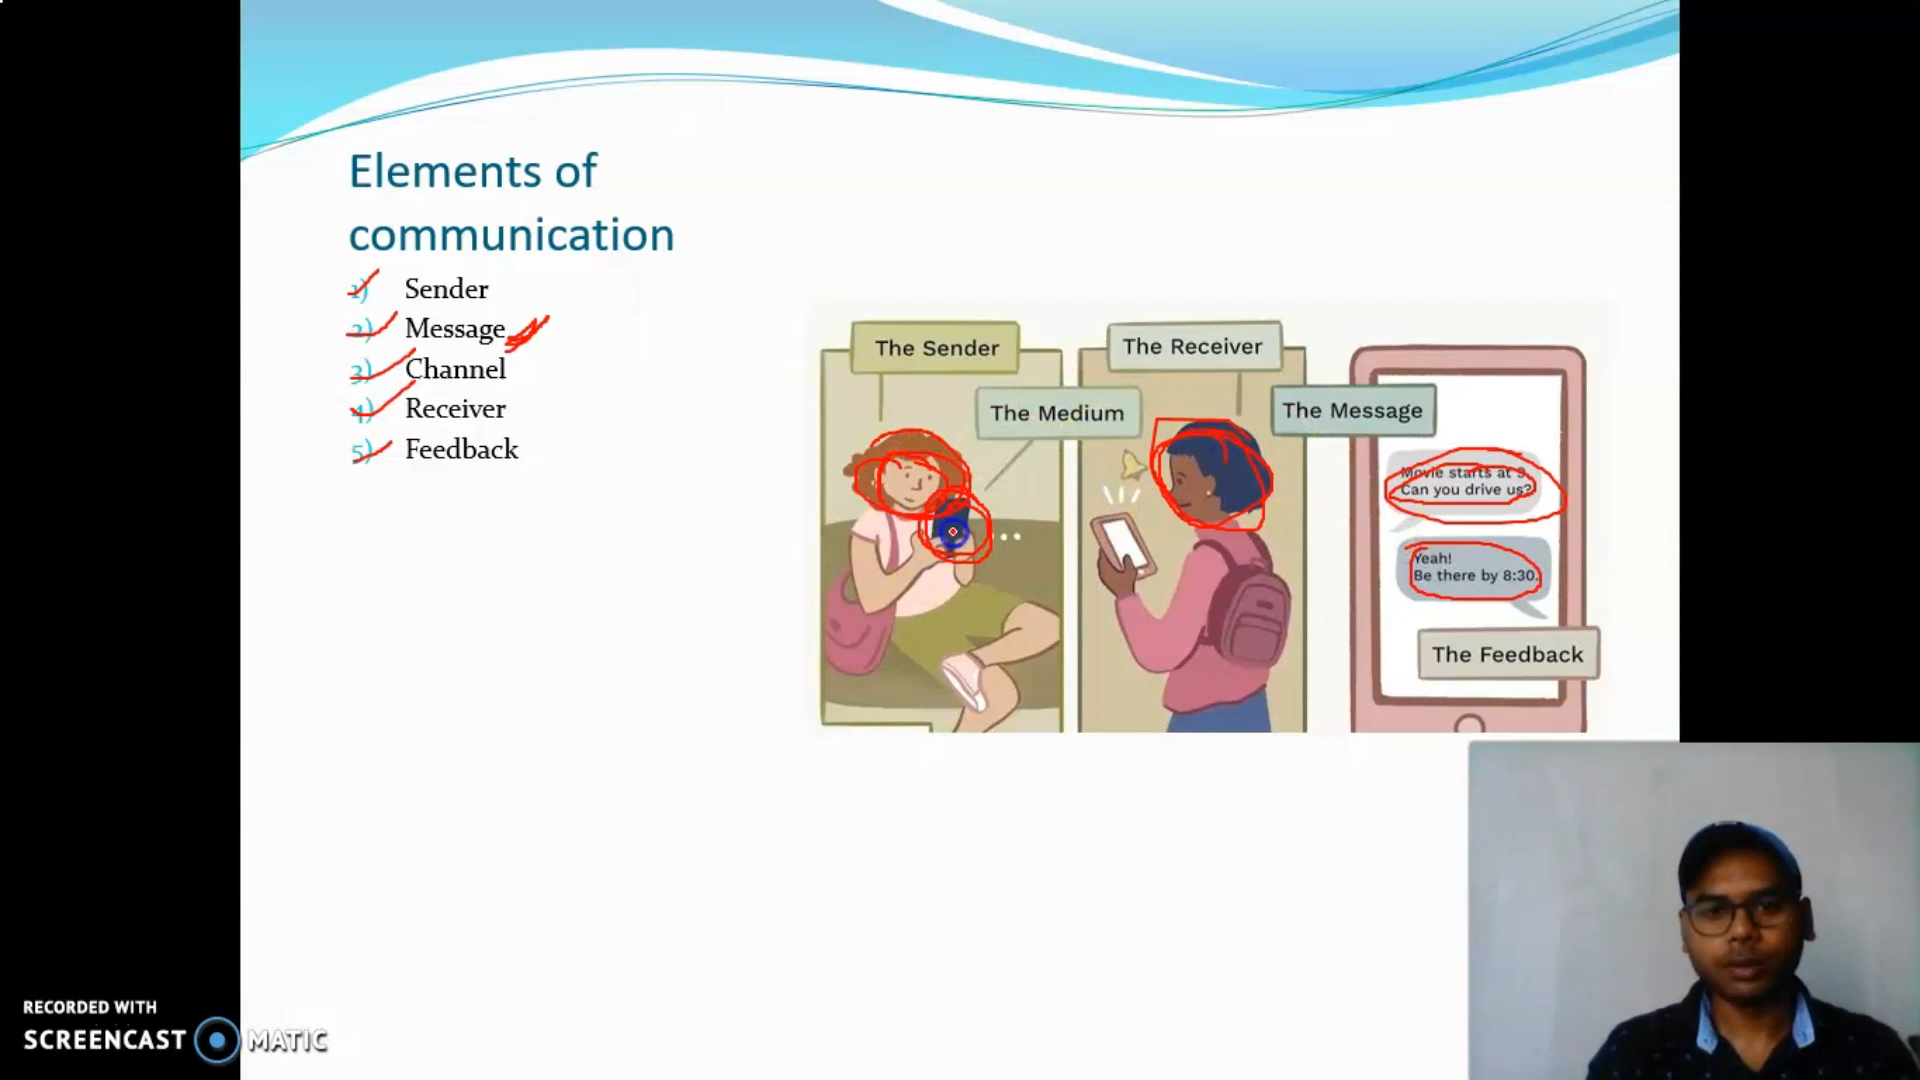 Elements of
communication
1) Sender
2) Message
3) Channel
4) Receiver
5) Feedback
The Sender
The Receiver
The Medium
The Message
Movie starts at 9.
Can you drive us?
Yeah!
Be there by 8:30.
The Feedback
RECORDED WITH
SCREENCAST MATIC